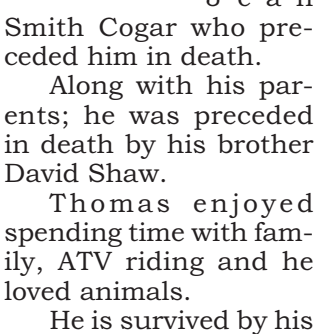 Smith Cogar who pre-
ceded him in death.
Along with his par-
ents; he was preceded
in death by his brother
David Shaw.
Thomas enjoyed
spending time with fam-
ily, ATV riding and he
loved animals.
He is survived by his